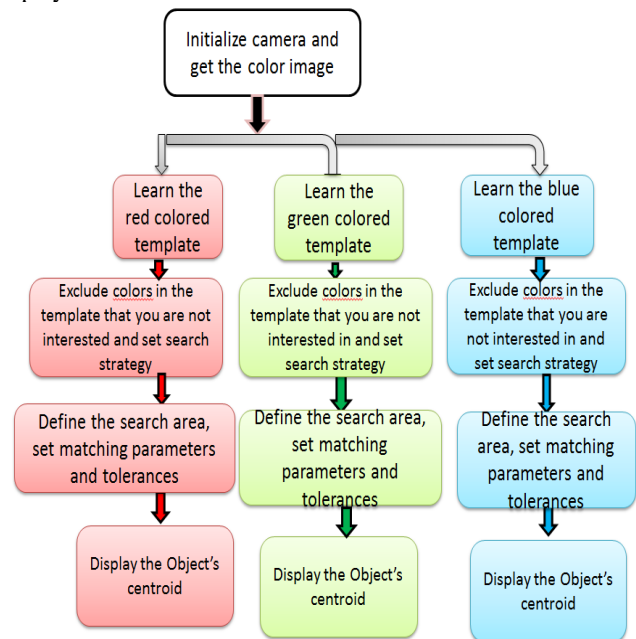 Initialize camera and
get the color image
Learn the
red colored
template
Learn the
green colored
template
Learn the blue
colored
template
Exclude colors in the
template that you are not
interested and set search
strategy
Exclude colors in the
template that you are not
interested in and set
search strategy
Exclude colors in the
template that you are
not interested in and
set search strategy
Define the search area,
set matching parameters
and tolerances
Define the search area,
set matching
parameters and
tolerances
Define the search
area, set matching
parameters and
tolerances
Display the Object's
centroid
Display the Object's
centroid
Display the Object's
centroid